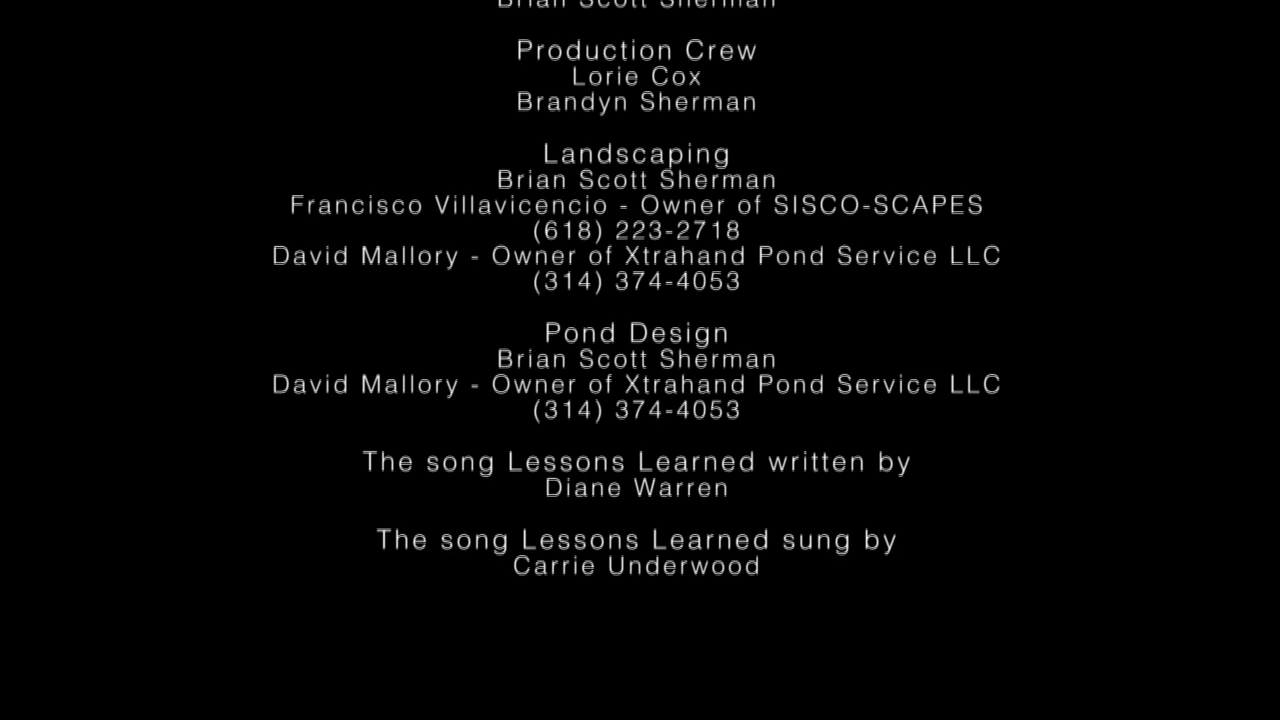 Brian Scott Sherman
Production Crew
Lorie Cox
Brandyn Sherman
Landscaping
Brian Scott Sherman
Francisco Villavicencio - Owner of SISCO-SCAPES
(618) 223-2718
David Mallory - Owner of Xtrahand Pond Service LLC
(314) 374-4053
Pond Design
Brian Scott Sherman
David Mallory - Owner of Xtrahand Pond Service LLC
(314) 374-4053
The song Lessons Learned written by
Diane Warren
The song Lessons Learned sung by
Carrie Underwood